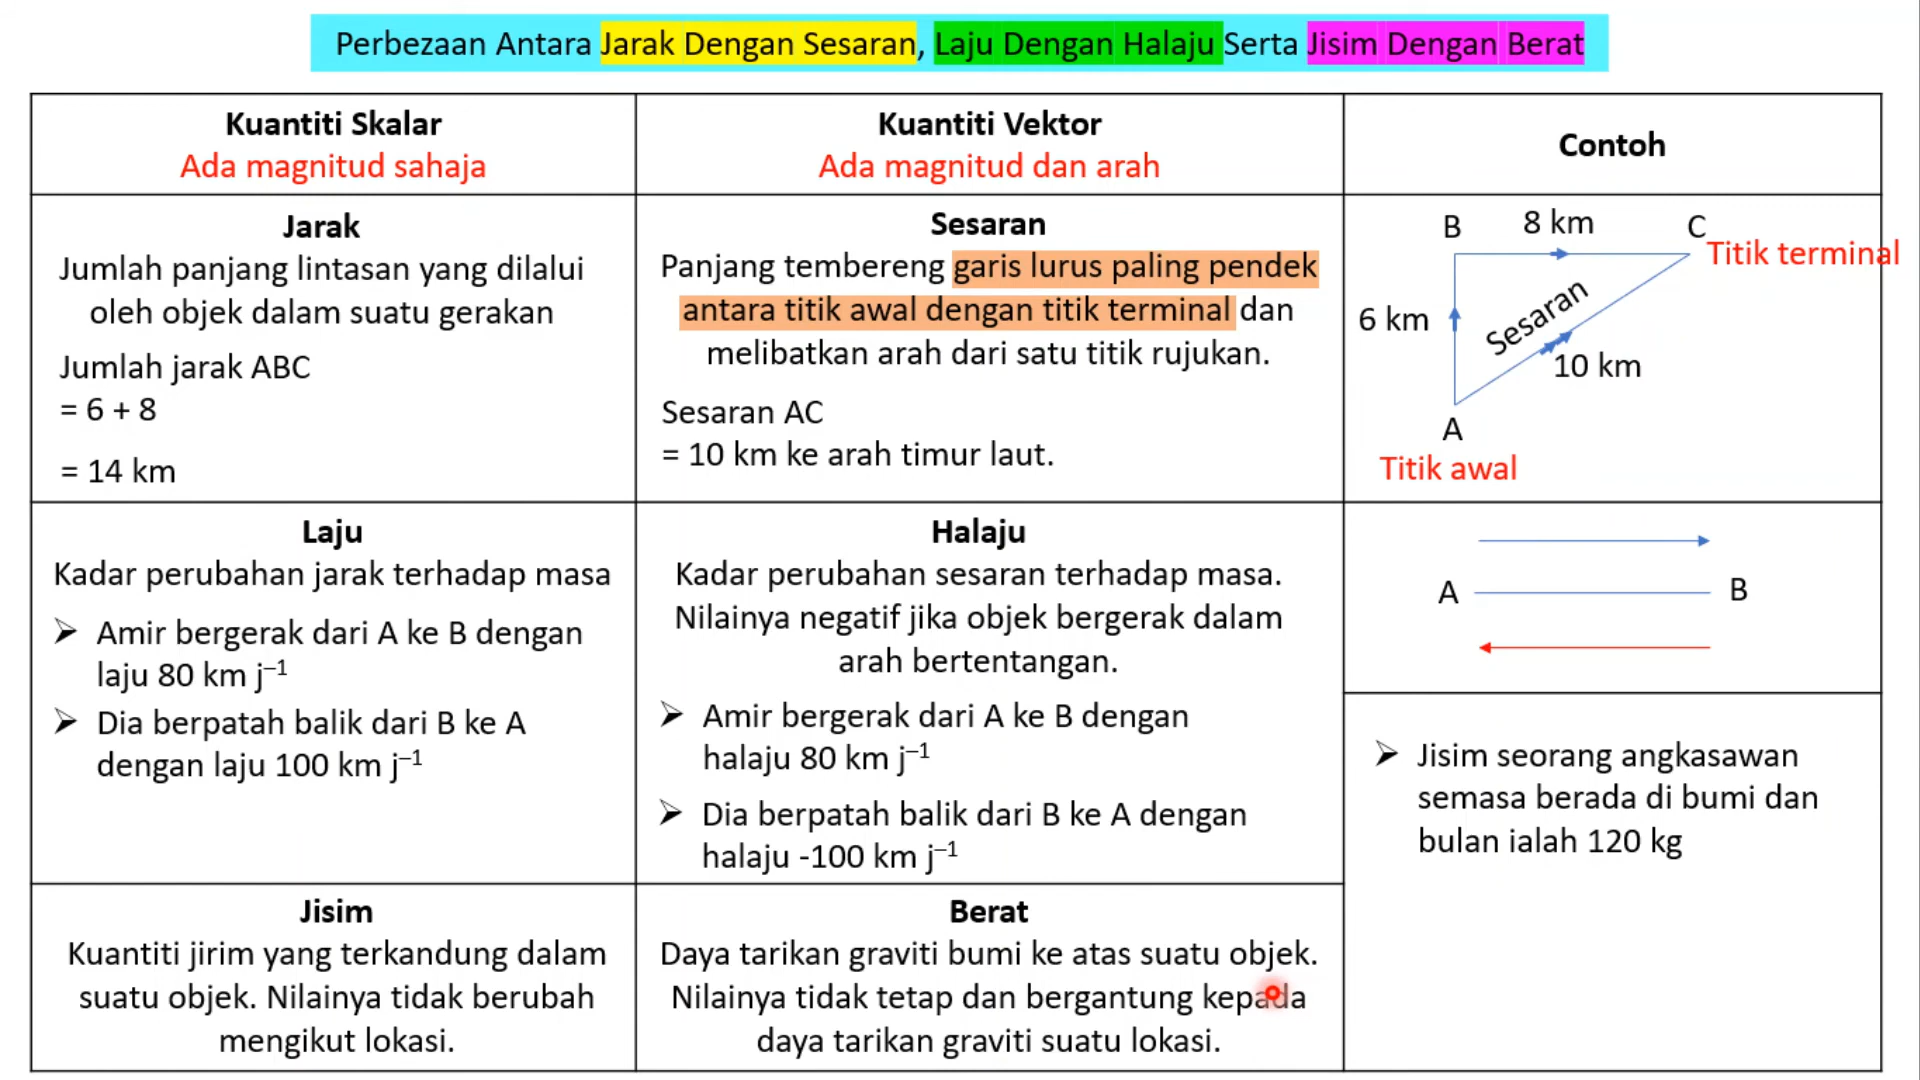 Perbezaan Antara Jarak Dengan Sesaran, Laju Dengan Halaju Serta Jisim Dengan Berat
Kuantiti Skalar
Ada magnitud sahaja
Kuantiti Vektor
Ada magnitud dan arah
Contoh
Jarak
Jumlah panjang lintasan yang dilalui
oleh objek dalam suatu gerakan
Jumlah jarak ABC
= 6 + 8
= 14 km
Sesaran
Panjang tembereng garis lurus paling pendek
antara titik awal dengan titik terminal dan
melibatkan arah dari satu titik rujukan.
Sesaran AC
= 10 km ke arah timur laut.
B
8 km
C
Titik terminal
6 km
Sesaran
10 km
A
Titik awal
Laju
Kadar perubahan jarak terhadap masa
➢ Amir bergerak dari A ke B dengan
laju 80 km j⁻¹
➢ Dia berpatah balik dari B ke A
dengan laju 100 km j⁻¹
Halaju
Kadar perubahan sesaran terhadap masa.
Nilainya negatif jika objek bergerak dalam
arah bertentangan.
➢ Amir bergerak dari A ke B dengan
halaju 80 km j⁻¹
➢ Dia berpatah balik dari B ke A dengan
halaju -100 km j⁻¹
A
B
Jisim
Kuantiti jirim yang terkandung dalam
suatu objek. Nilainya tidak berubah
mengikut lokasi.
Berat
Daya tarikan graviti bumi ke atas suatu objek.
Nilainya tidak tetap dan bergantung kepada
daya tarikan graviti suatu lokasi.
➢ Jisim seorang angkasawan
semasa berada di bumi dan
bulan ialah 120 kg